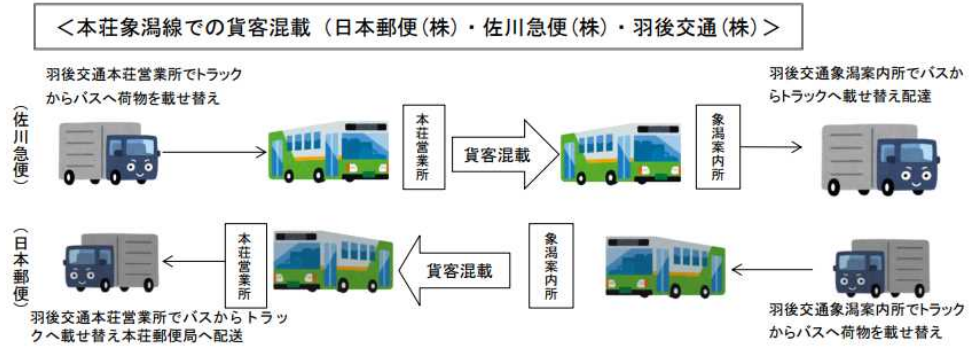 ＜本荘象潟線での貨客混載（日本郵便(株)・佐川急便(株)・羽後交通(株)＞
羽後交通本荘営業所でトラック
からバスへ荷物を載せ替え
羽後交通象潟案内所でバスか
らトラックへ載せ替え配達
（佐川急便）
本荘営業所
貨客混載
象潟案内所
（日本郵便）
本荘営業所
貨客混載
象潟案内所
羽後交通本荘営業所でバスからトラッ
クへ載せ替え本荘郵便局へ配送
羽後交通象潟案内所でトラック
からバスへ荷物を載せ替え